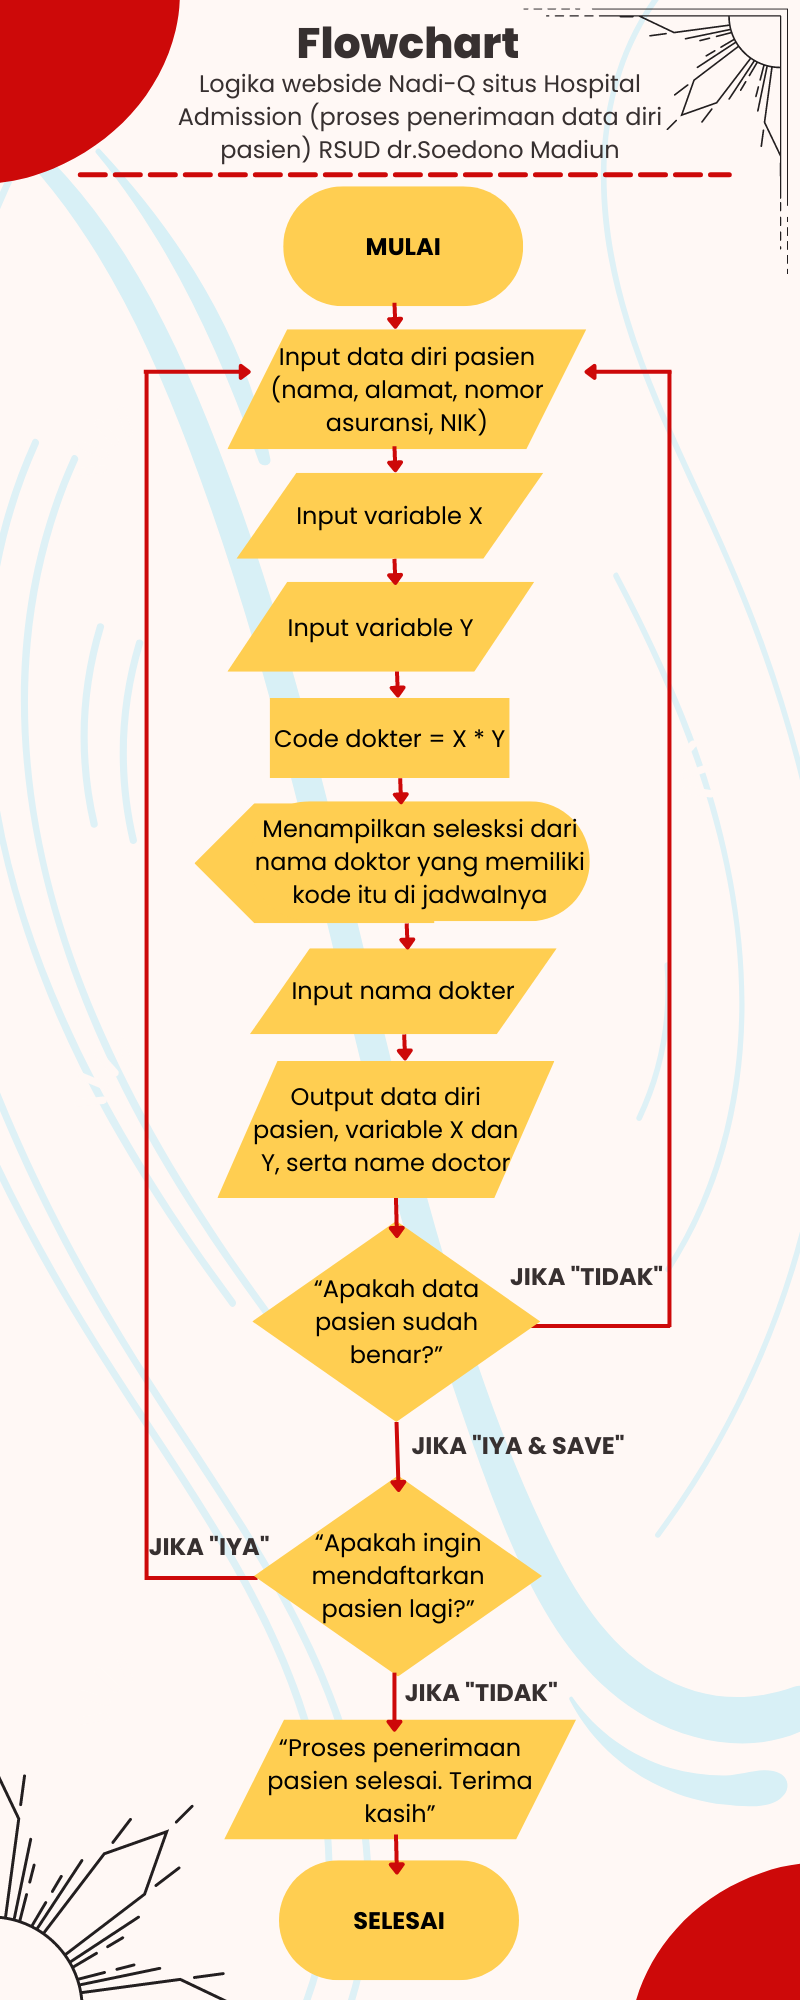 Flowchart
Logika webside Nadi-Q situs Hospital
Admission (proses penerimaan data diri
pasien) RSUD dr.Soedono Madiun
MULAI
Input data diri pasien
(nama, alamat, nomor
asuransi, NIK)
Input variable X
Input variable Y
Code dokter = X * Y
Menampilkan selesksi dari
nama doktor yang memiliki
kode itu di jadwalnya
Input nama dokter
Output data diri
pasien, variable X dan
Y, serta name doctor
“Apakah data
pasien sudah
benar?”
JIKA "TIDAK"
JIKA "IYA & SAVE"
“Apakah ingin
mendaftarkan
pasien lagi?”
JIKA "IYA"
JIKA "TIDAK"
“Proses penerimaan
pasien selesai. Terima
kasih”
SELESAI